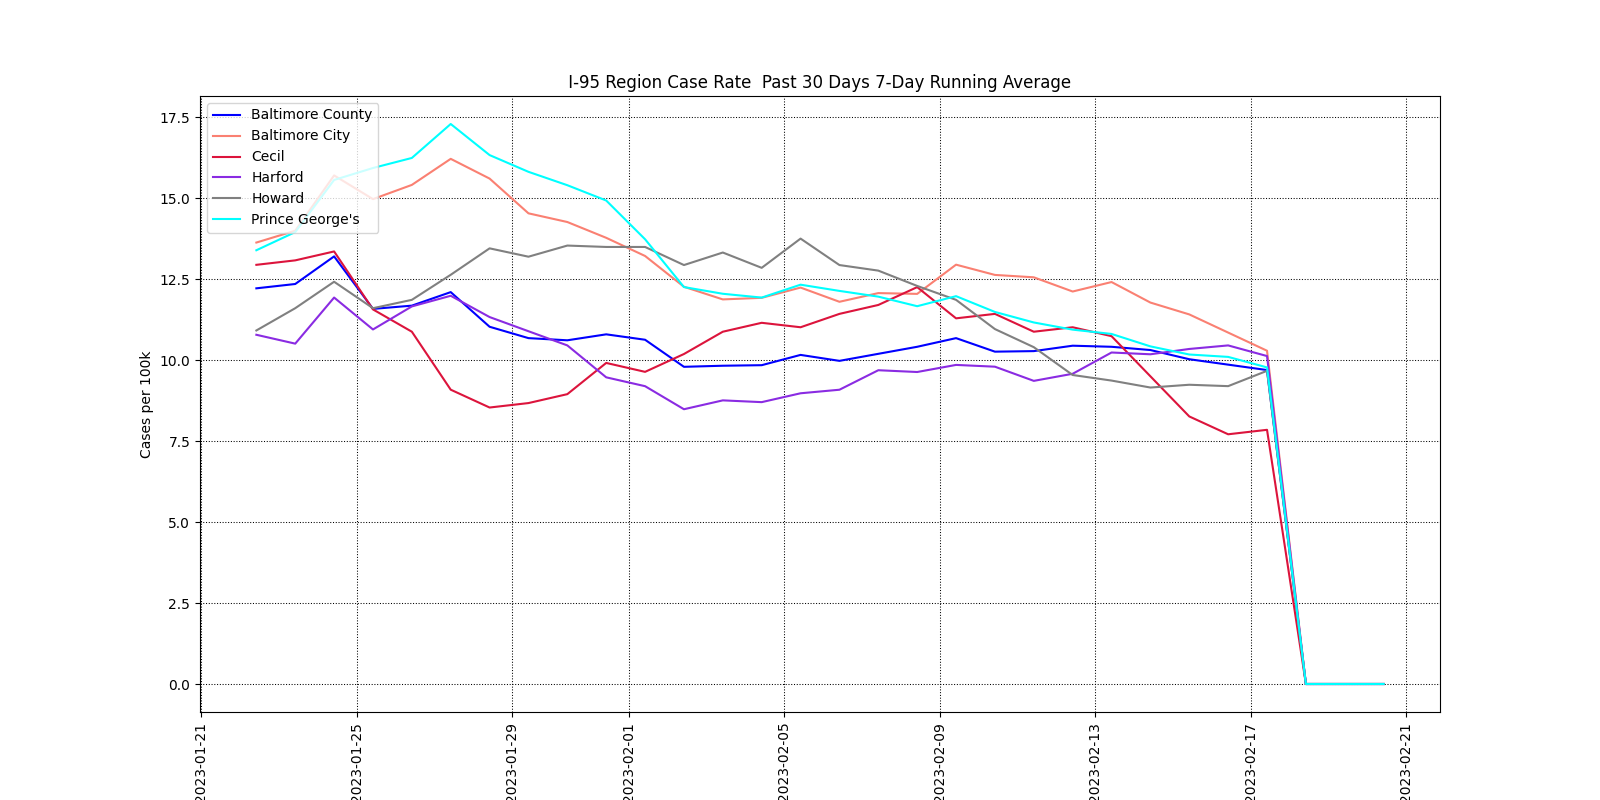 I-95 Region Case Rate  Past 30 Days 7-Day Running Average
Baltimore County
Baltimore City
Cecil
Harford
Howard
Prince George's
Cases per 100k
17.5
15.0
12.5
10.0
7.5
5.0
2.5
0.0
2023-01-21
2023-01-25
2023-01-29
2023-02-01
2023-02-05
2023-02-09
2023-02-13
2023-02-17
2023-02-21